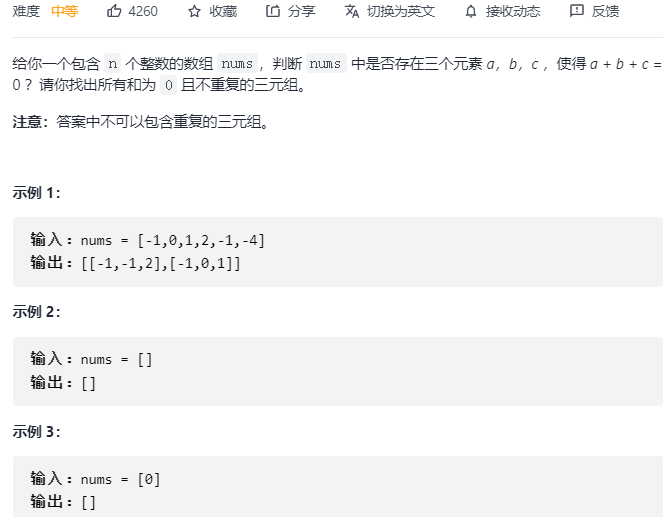 难度 中等 4260 收藏 分享 切换为英文 接收动态 反馈
给你一个包含 n 个整数的数组 nums，判断 nums 中是否存在三个元素 a，b，c ，使得 a + b + c =
0 ？请你找出所有和为 0 且不重复的三元组。
注意：答案中不可以包含重复的三元组。
示例 1：
输入：nums = [-1,0,1,2,-1,-4]
输出：[[-1,-1,2],[-1,0,1]]
示例 2：
输入：nums = []
输出：[]
示例 3：
输入：nums = [0]
输出：[]